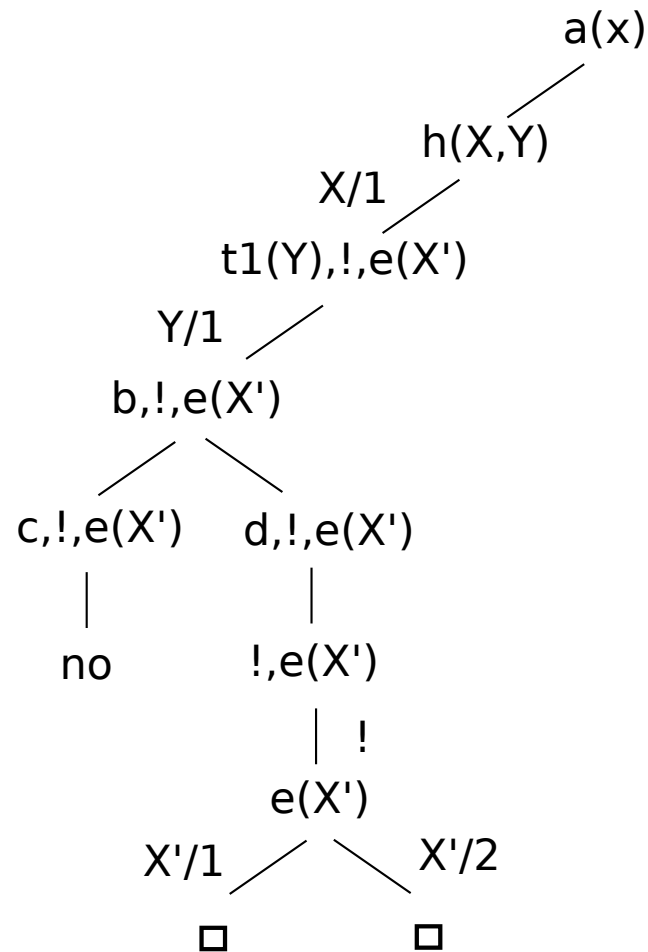 a(x)
h(X,Y)
X/1
t1(Y),!,e(X')
Y/1
b,!,e(X')
c,!,e(X') d,!,e(X')
no !,e(X')
!
e(X')
X'/1 X'/2